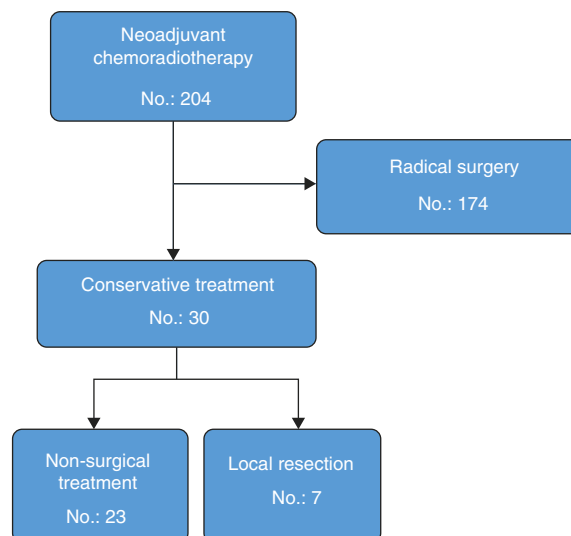 Neoadjuvant
chemoradiotherapy
No.: 204
Radical surgery
No.: 174
Conservative treatment
No.: 30
Non-surgical
treatment
No.: 23
Local resection
No.: 7